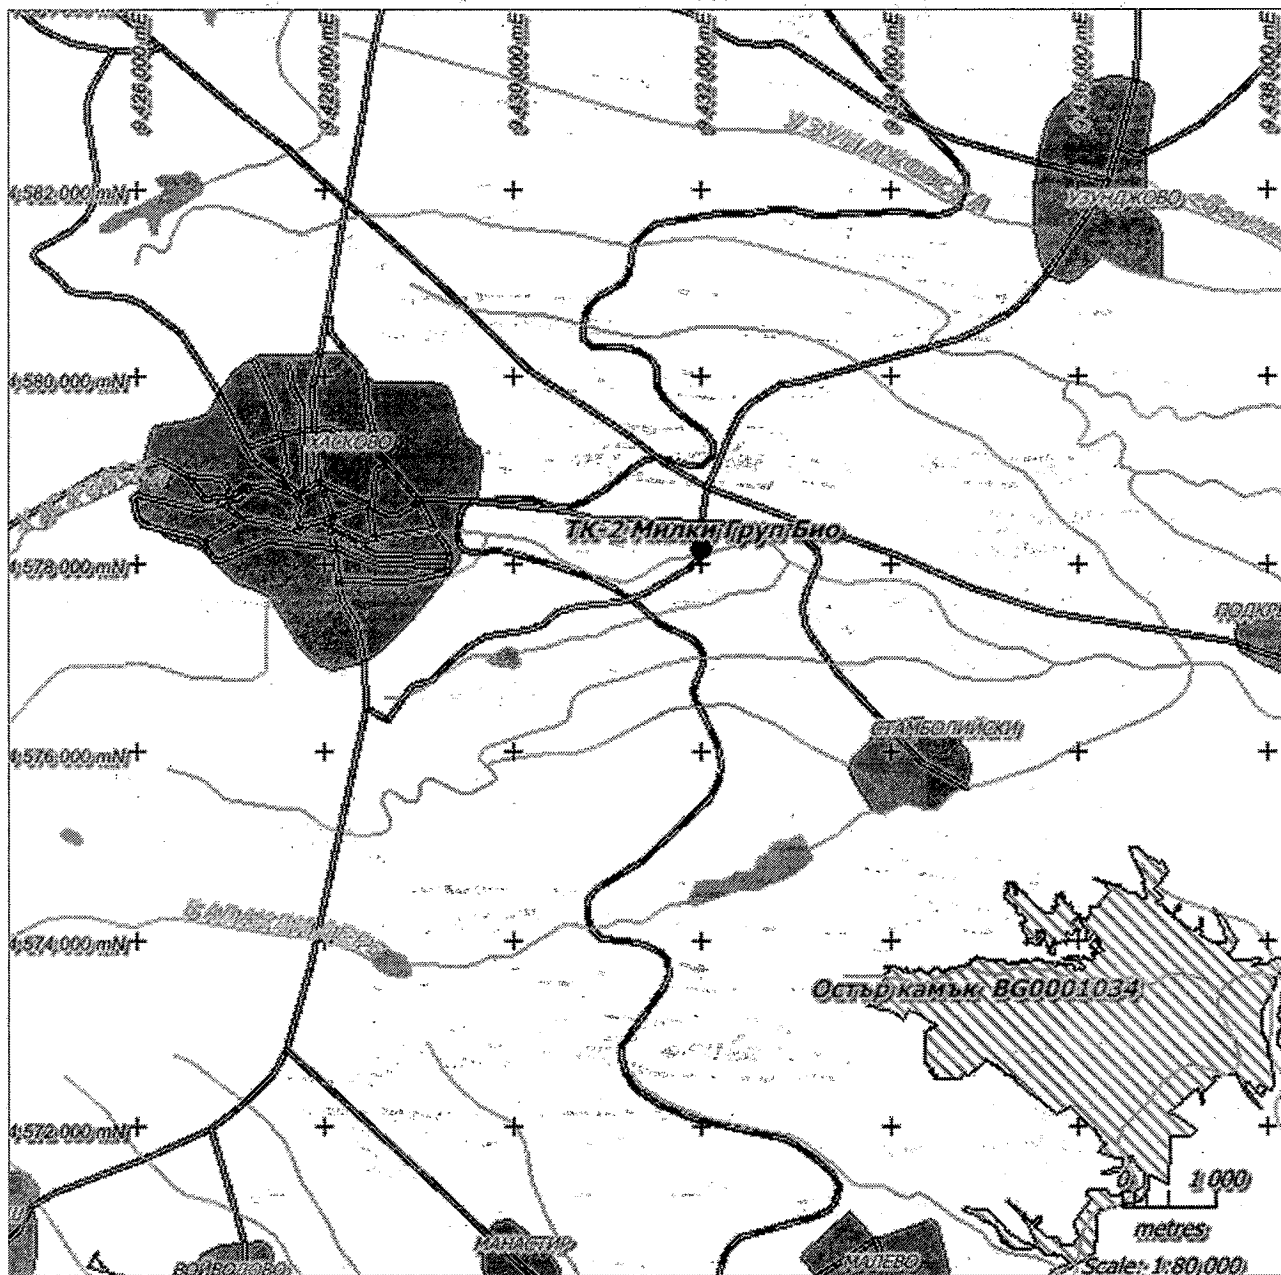 9 426 000 mE
9 428 000 mE
9 430 000 mE
9 432 000 mE
9 434 000 mE
9 436 000 mE
9 438 000 mE
4 582 000 mN
УЗУНДЖОВСКА
УЗУНДЖОВО
4 580 000 mN
ХАСКОВО
ТК-2 Милки Груп Био
4 578 000 mN
СТАМБОЛИЙСКИ
4 576 000 mN
4 574 000 mN
Остър камък BG0001034
4 572 000 mN
0 1 000
metres
Scale: 1:80 000
ВОЙВОДОВО
МАНАСТИР
МАЛЕВО